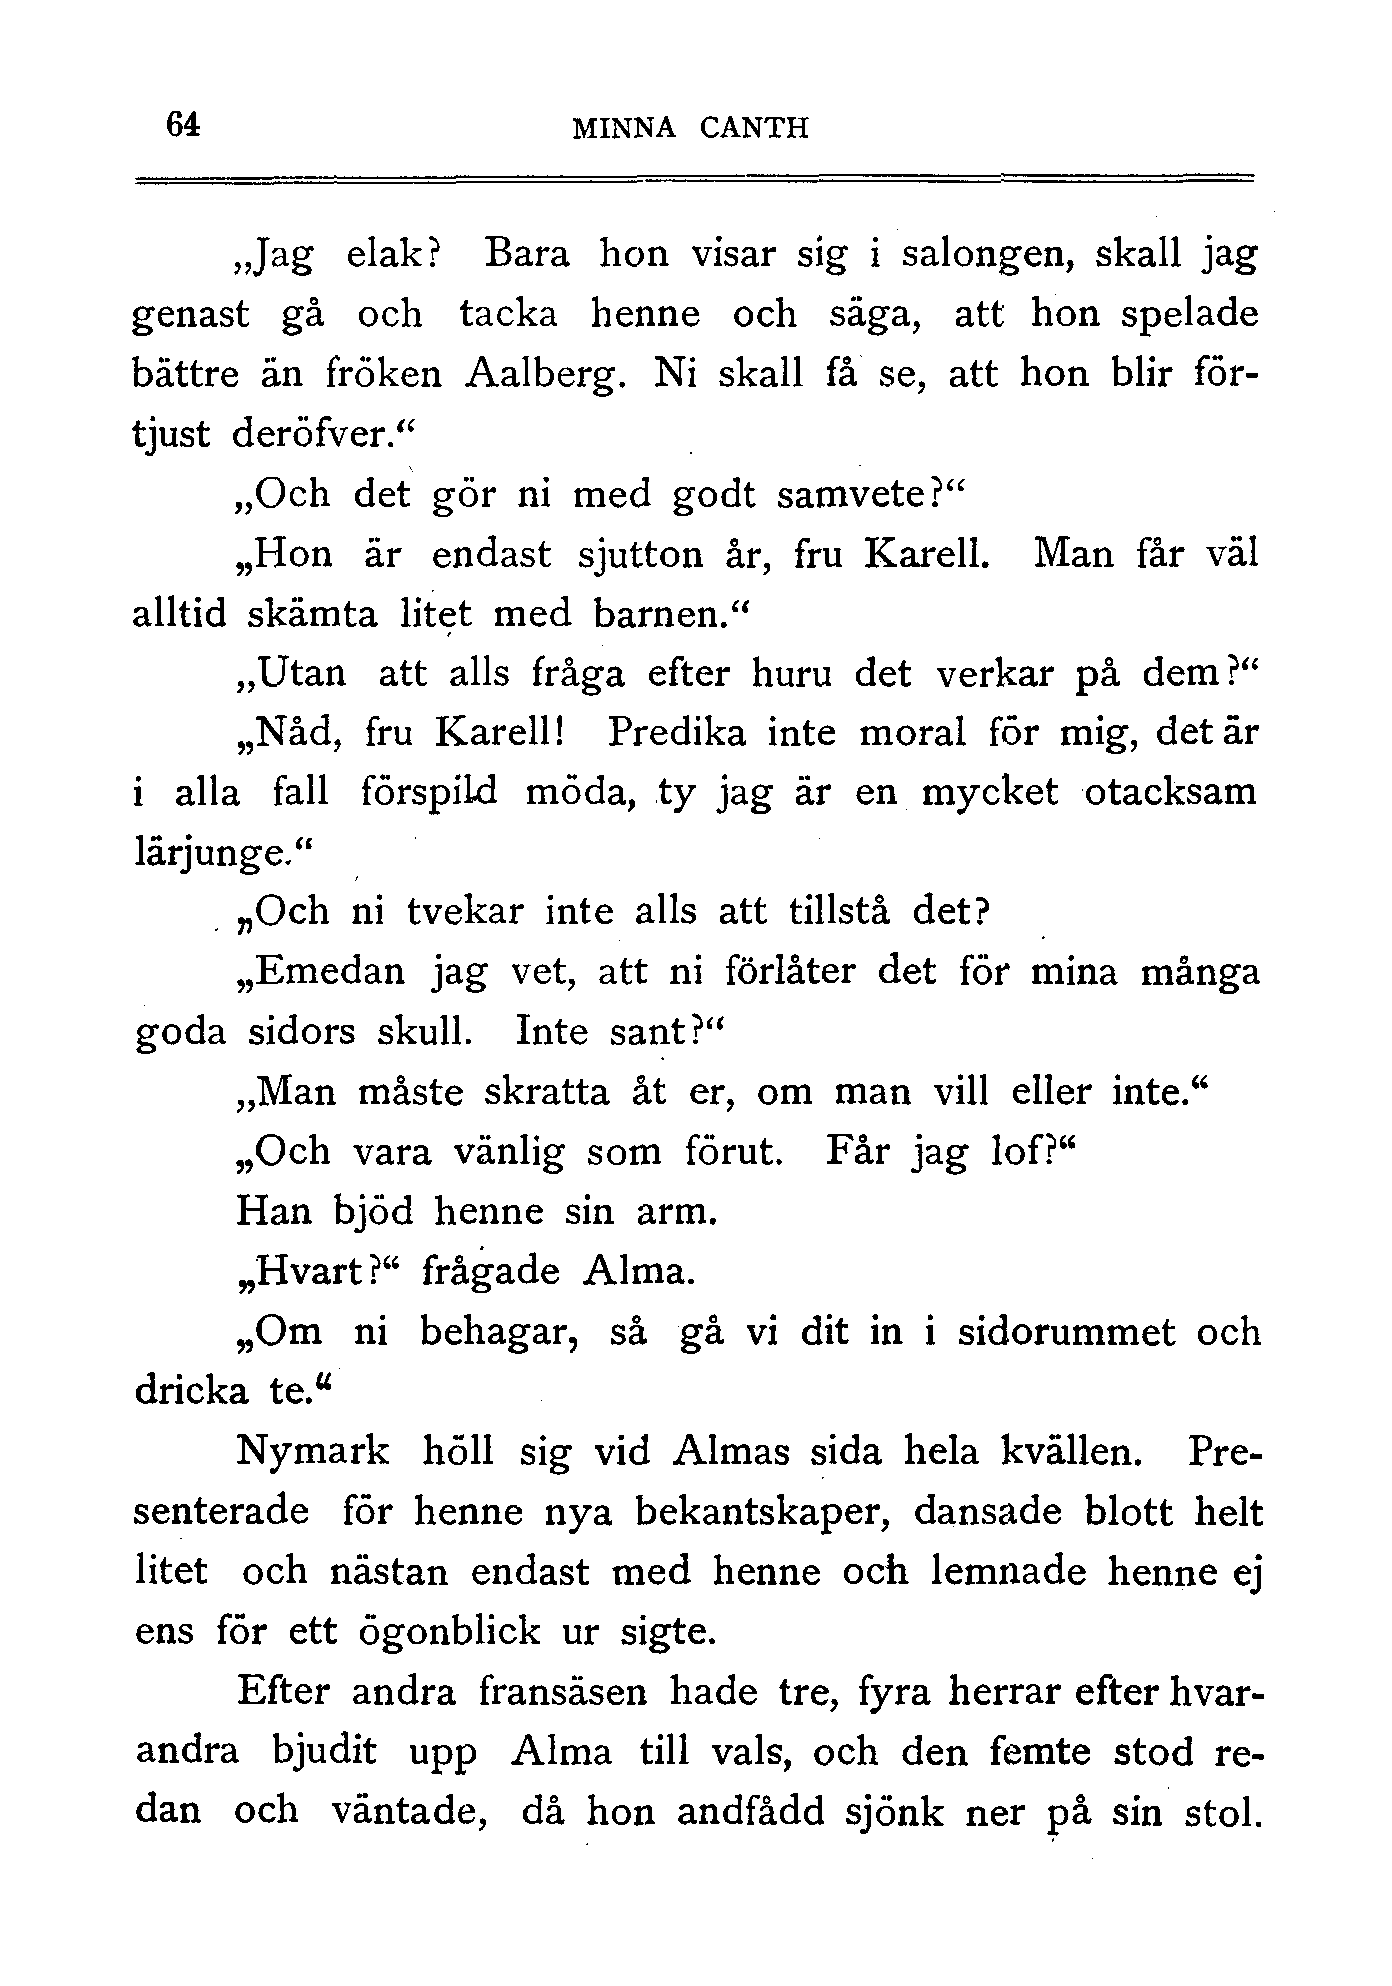 64 MINNA CANTH
„Jag elak? Bara hon visar sig i salongen, skall jag
genast gå och tacka henne och säga, att hon spelade
bättre än fröken Aalberg. Ni skall få se, att hon blir för-
tjust deröfver.“
„Och det gör ni med godt samvete?“
„Hon är endast sjutton år, fru Karell. Man får väl
alltid skämta litet med barnen.“
„Utan att alls fråga efter huru det verkar på dem?“
„Nåd, fru Karell! Predika inte moral för mig, det är
i alla fall förspild möda, ty jag är en mycket otacksam
lärjunge.“
„Och ni tvekar inte alls att tillstå det?
„Emedan jag vet, att ni förlåter det för mina många
goda sidors skull. Inte sant?“
„Man måste skratta åt er, om man vill eller inte.“
„Och vara vänlig som förut. Får jag lof?“
Han bjöd henne sin arm.
„Hvart?“ frågade Alma.
„Om ni behagar, så gå vi dit in i sidorummet och
dricka te.“
Nymark höll sig vid Almas sida hela kvällen. Pre-
senterade för henne nya bekantskaper, dansade blott helt
litet och nästan endast med henne och lemnade henne ej
ens för ett ögonblick ur sigte.
Efter andra fransäsen hade tre, fyra herrar efter hvar-
andra bjudit upp Alma till vals, och den femte stod re-
dan och väntade, då hon andfådd sjönk ner på sin stol.